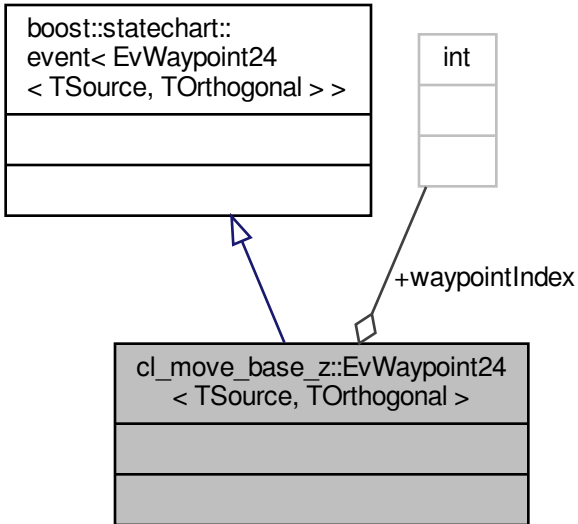 boost::statechart::
event< EvWaypoint24
< TSource, TOrthogonal > >
int
+waypointIndex
cl_move_base_z::EvWaypoint24
< TSource, TOrthogonal >